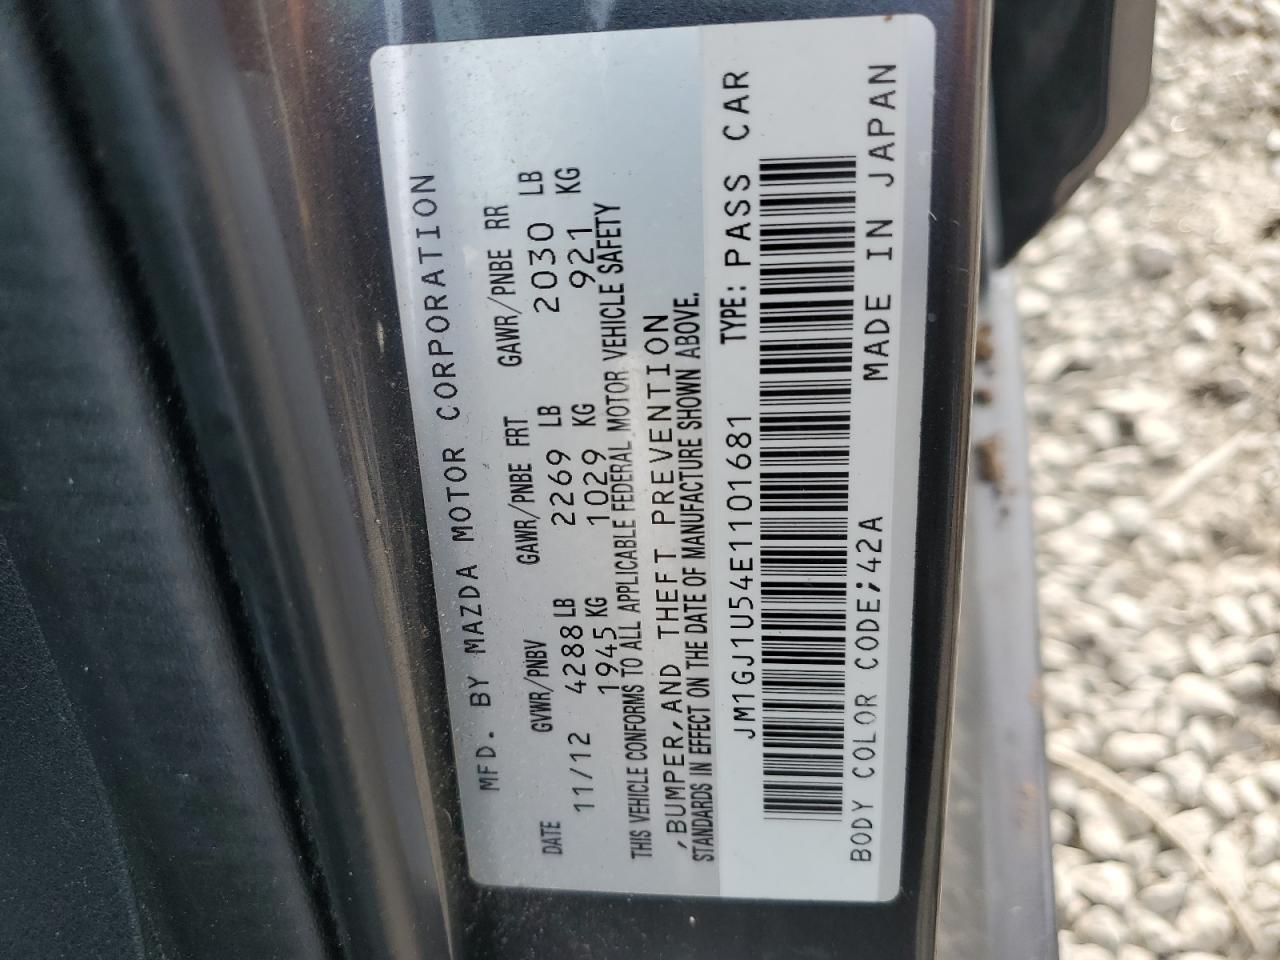 MFD. BY MAZDA MOTOR CORPORATION
DATE GVWR/PNBV GAWR/PNBE FRT GAWR/PNBE RR
11/12 4288 LB 2269 LB 2030 LB
1945 KG 1029 KG 921 KG
THIS VEHICLE CONFORMS TO ALL APPLICABLE FEDERAL MOTOR VEHICLE SAFETY
,BUMPER,AND THEFT PREVENTION
STANDARDS IN EFFECT ON THE DATE OF MANUFACTURE SHOWN ABOVE.
JM1GJ1U54E1101681 TYPE: PASS CAR
BODY COLOR CODE;42A MADE IN JAPAN